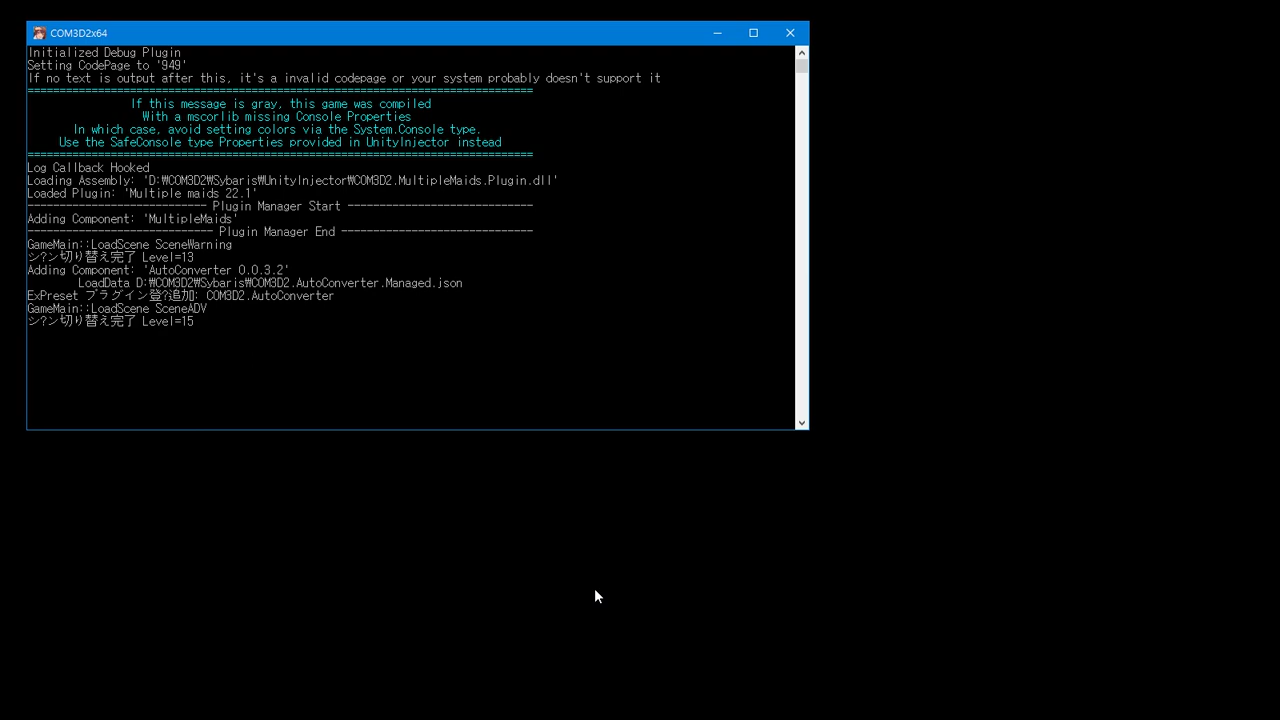 COM3D2x64
Initialized Debug Plugin
Setting CodePage to '949'
If no text is output after this, it's a invalid codepage or your system probably doesn't support it
===============================================================================
If this message is gray, this game was compiled
With a mscorlib missing Console Properties
In which case, avoid setting colors via the System.Console type,
Use the SafeConsole type Properties provided in UnityInjector instead
===============================================================================
Log Callback Hooked
Loading Assembly: 'D:₩COM3D2₩Sybaris₩UnityInjector₩COM3D2.MultipleMaids.Plugin.dll'
Loaded Plugin: 'Multiple maids 22.1'
---------------------------- Plugin Manager Start -----------------------------
Adding Component: 'MultipleMaids'
----------------------------- Plugin Manager End ------------------------------
GameMain::LoadScene SceneWarning
シ?ン切り替え完了 Level=13
Adding Component: 'AutoConverter 0.0.3.2'
LoadData D:₩COM3D2₩Sybaris₩COM3D2.AutoConverter.Managed.json
ExPreset プラグイン登?追加: COM3D2.AutoConverter
GameMain::LoadScene SceneADV
シ?ン切り替え完了 Level=15